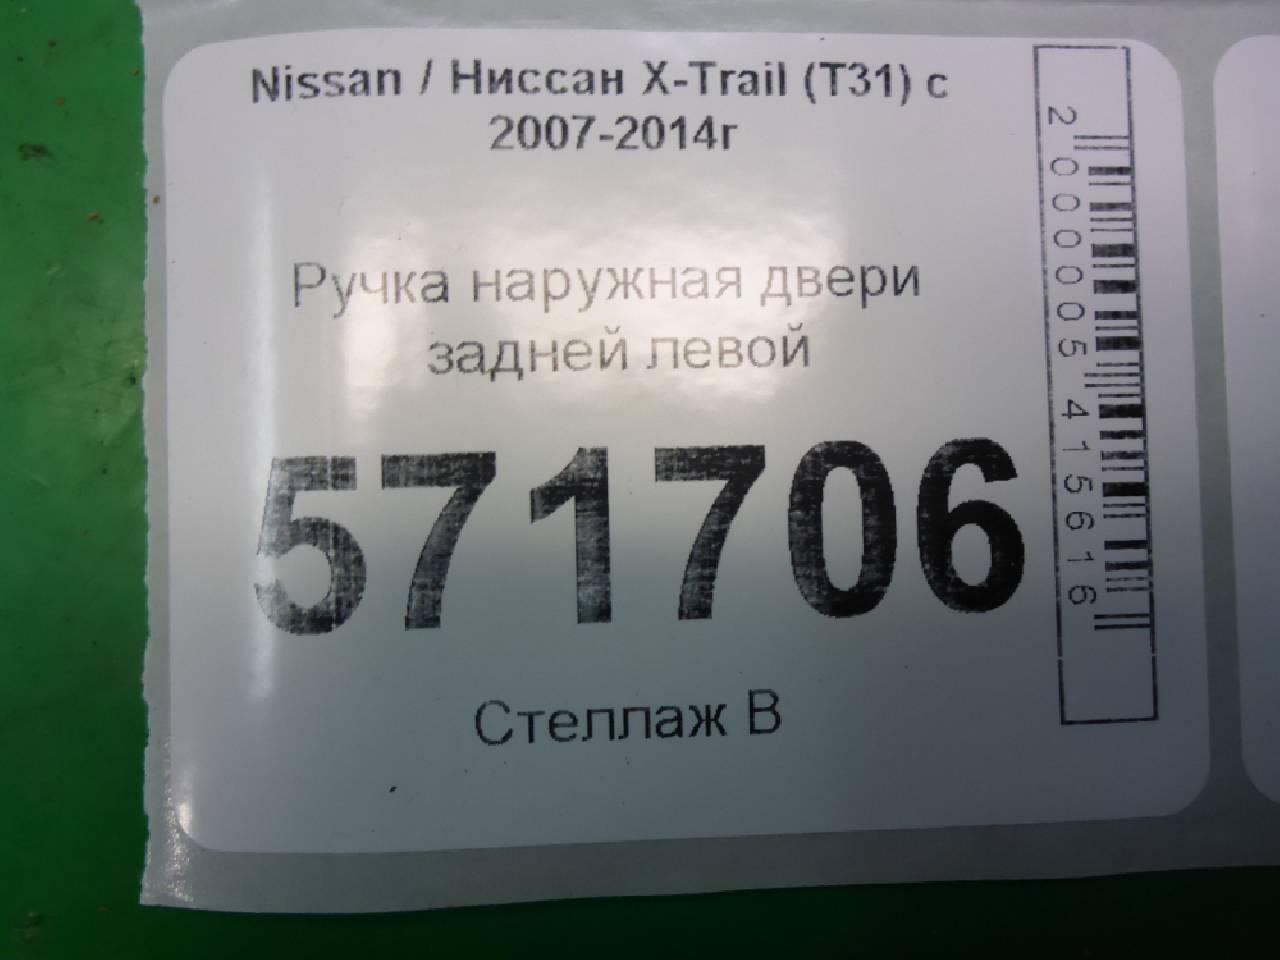 Nissan / Ниссан X-Trail (T31) с
2007-2014г
Ручка наружная двери
задней левой
571706
Стеллаж В
2000005415616